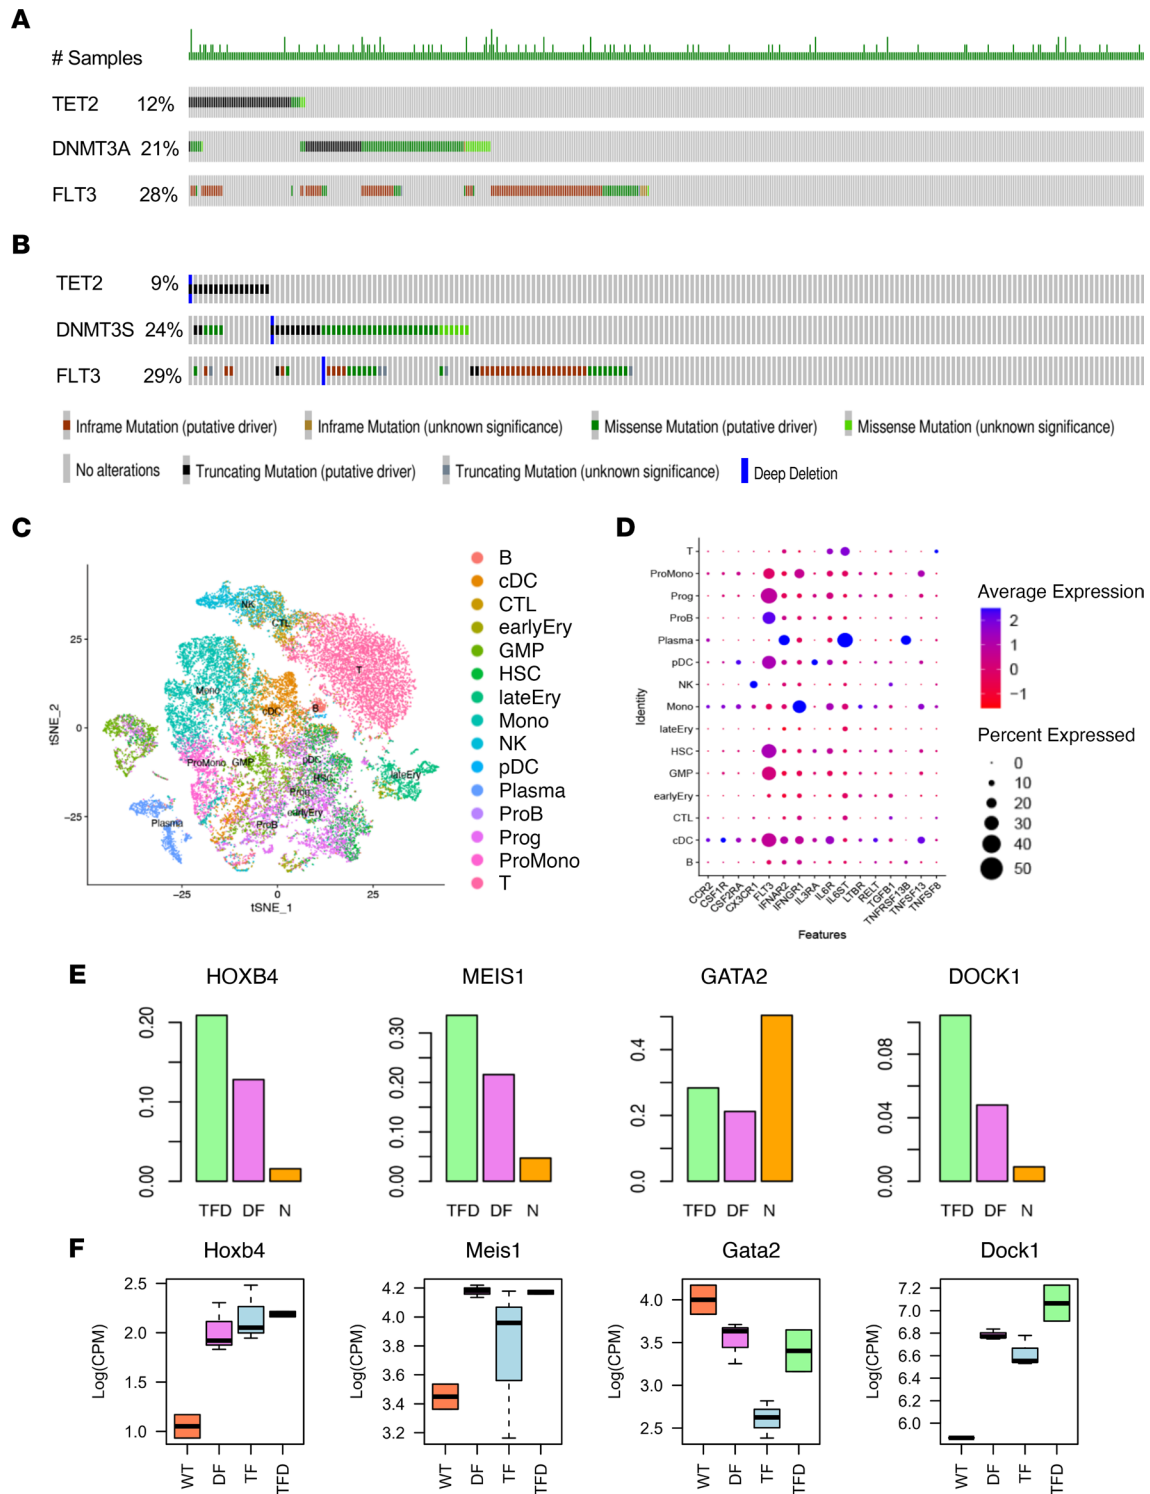 A
# Samples
TET2 12%
DNMT3A 21%
FLT3 28%
B
TET2 9%
DNMT3S 24%
FLT3 29%
Inframe Mutation (putative driver) Inframe Mutation (unknown significance) Missense Mutation (putative driver) Missense Mutation (unknown significance)
No alterations Truncating Mutation (putative driver) Truncating Mutation (unknown significance) Deep Deletion
C
tSNE_2
25
0
−25
−25 0 25
tSNE_1
NK
CTL
T
Mono
cDC
B
ProMono
GMP
pDC
HSC
lateEry
Prog
earlyEry
ProB
Plasma
B
cDC
CTL
earlyEry
GMP
HSC
lateEry
Mono
NK
pDC
Plasma
ProB
Prog
ProMono
T
D
Identity
T
ProMono
Prog
ProB
Plasma
pDC
NK
Mono
lateEry
HSC
GMP
earlyEry
CTL
cDC
B
CCR2 CSF1R CSF2RA CX3CR1 FLT3 IFNAR2 IFNGR1 IL3RA IL6R IL6ST LTBR RELT TGFB1 TNFRSF13B TNFSF13 TNFSF8
Features
Average Expression
2
1
0
−1
Percent Expressed
0
10
20
30
40
50
E
HOXB4 MEIS1 GATA2 DOCK1
0.20
0.10
0.00
TFD DF N
0.30
0.20
0.10
0.00
TFD DF N
0.4
0.2
0.0
TFD DF N
0.08
0.04
0.00
TFD DF N
F
Hoxb4 Meis1 Gata2 Dock1
Log(CPM)
2.5
2.0
1.5
1.0
WT DF TF TFD
Log(CPM)
4.2
4.0
3.8
3.6
3.4
3.2
WT DF TF TFD
Log(CPM)
4.0
3.5
3.0
2.5
WT DF TF TFD
Log(CPM)
7.2
7.0
6.8
6.6
6.4
6.2
6.0
WT DF TF TFD